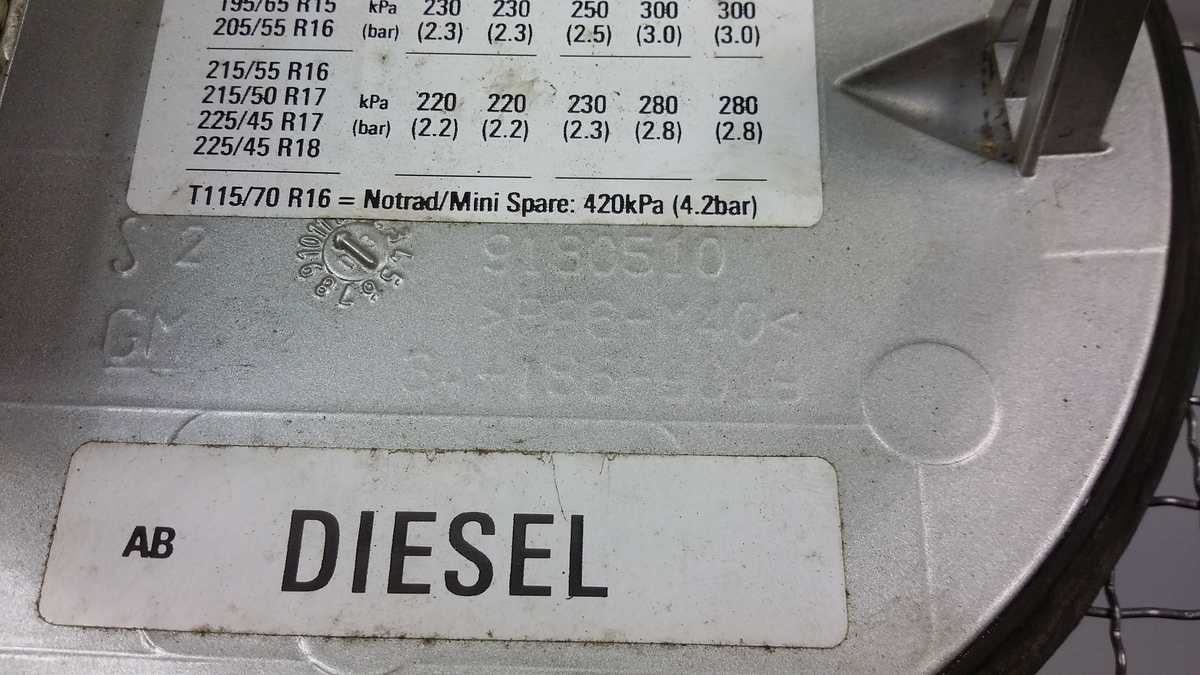 195/65 R15 kPa 230 230 250 300 300
205/55 R16 (bar) (2.3) (2.3) (2.5) (3.0) (3.0)
215/55 R16
215/50 R17 kPa 220 220 230 280 280
225/45 R17 (bar) (2.2) (2.2) (2.3) (2.8) (2.8)
225/45 R18
T115/70 R16 = Notrad/Mini Spare: 420kPa (4.2bar)
S 2
9180510
GM
AB DIESEL